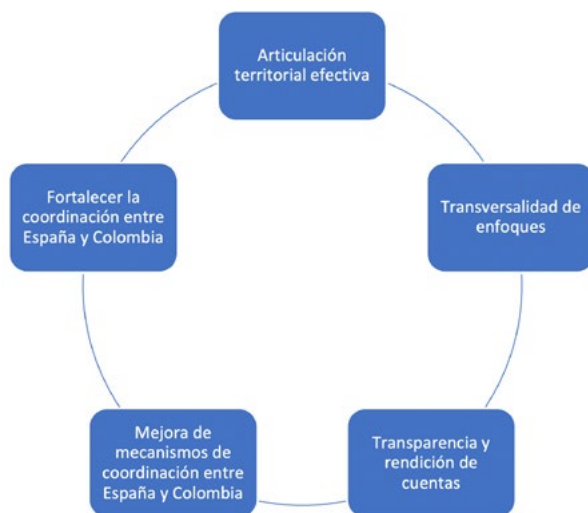 Articulación
territorial efectiva
Transversalidad de
enfoques
Transparencia y
rendición de
cuentas
Mejora de
mecanismos de
coordinación entre
España y Colombia
Fortalecer la
coordinación entre
España y Colombia